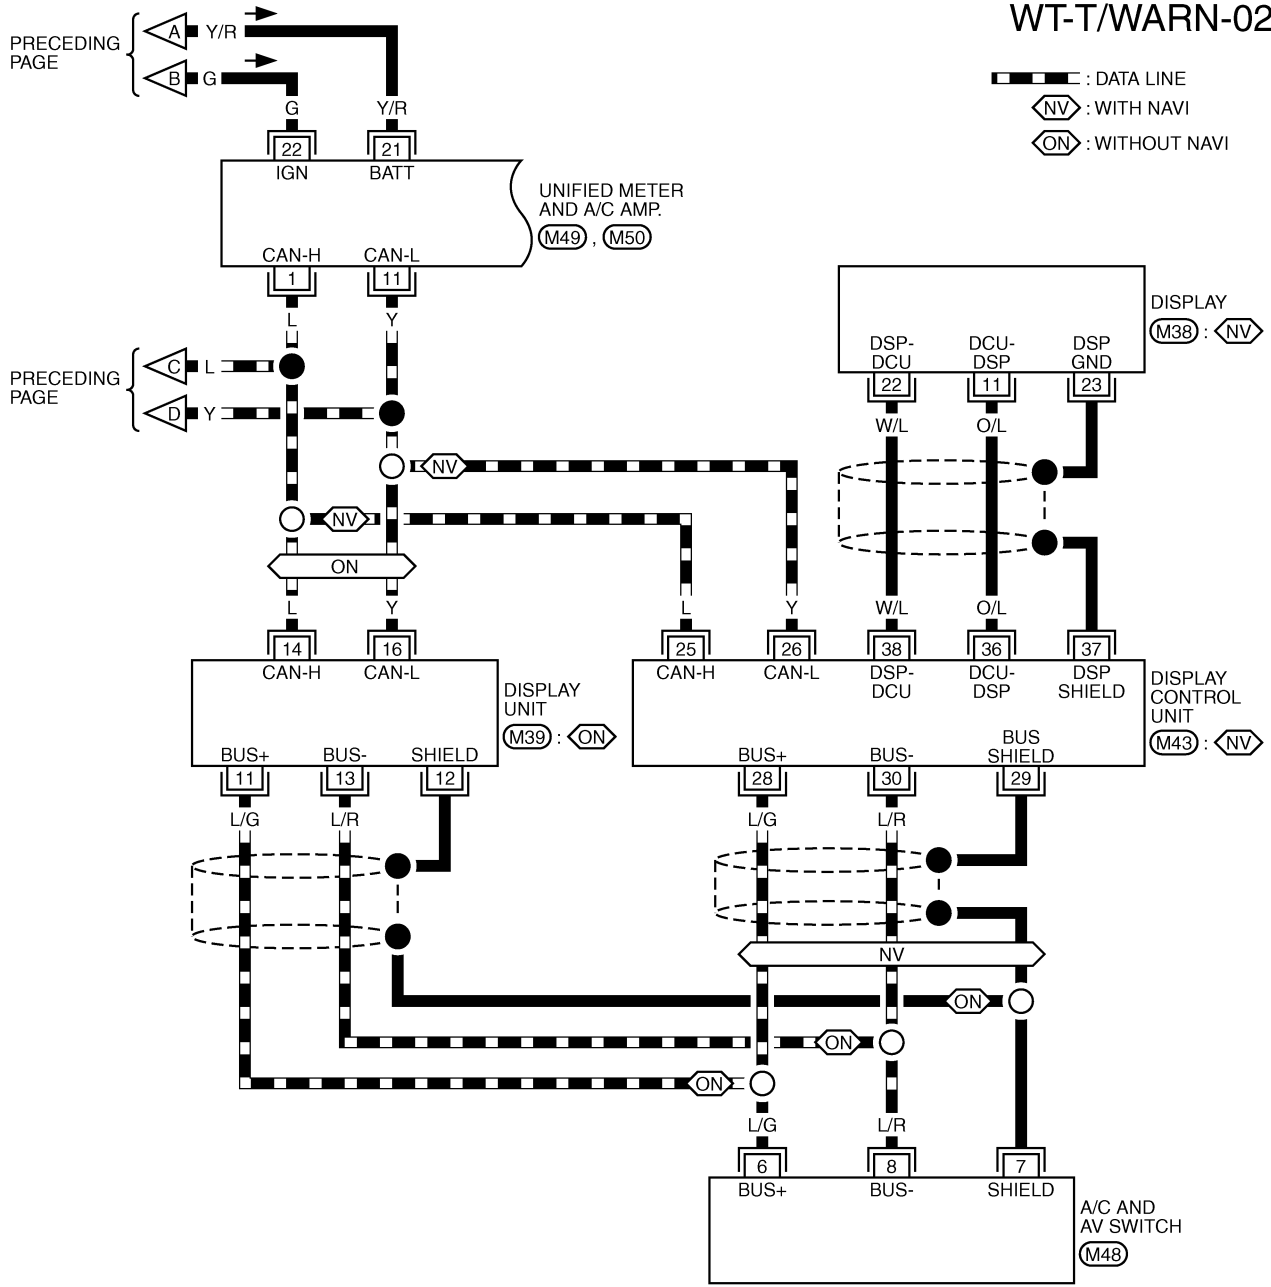 WT-T/WARN-02
: DATA LINE
NV : WITH NAVI
ON : WITHOUT NAVI
PRECEDING
PAGE
A Y/R
B G
G Y/R
22 21
IGN BATT
UNIFIED METER
AND A/C AMP.
M49 , M50
CAN-H CAN-L
1 11
L Y
PRECEDING
PAGE
C L
D Y
DISPLAY
M38 : NV
DSP-
DCU
DCU-
DSP
DSP
GND
22 11 23
W/L O/L
NV
NV
ON
L Y L Y W/L O/L
14 16
CAN-H CAN-L
DISPLAY
UNIT
M39 : ON
BUS+ BUS- SHIELD
11 13 12
L/G L/R
25 26 38 36 37
CAN-H CAN-L
DSP-
DCU
DCU-
DSP
DSP
SHIELD
DISPLAY
CONTROL
UNIT
M43 : NV
BUS+ BUS-
BUS
SHIELD
28 30 29
L/G L/R
NV
ON
ON
ON
L/G L/R
6 8 7
BUS+ BUS- SHIELD
A/C AND
AV SWITCH
M48